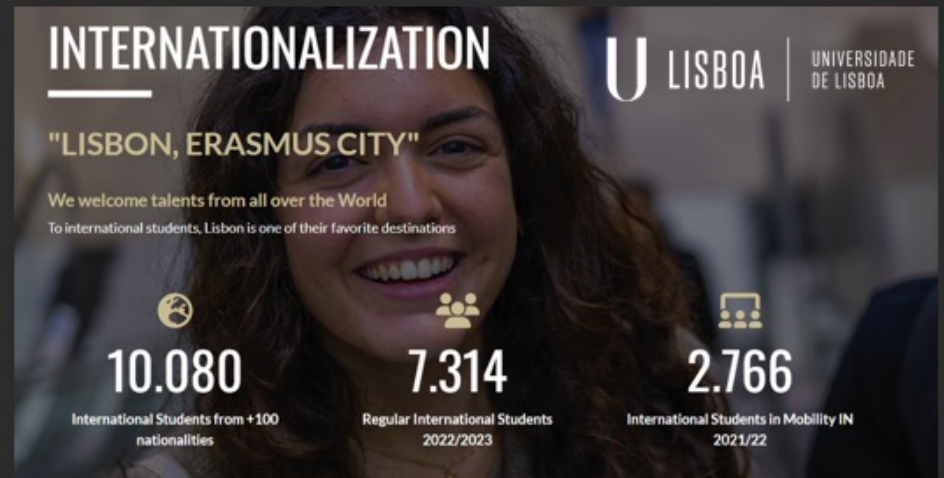 INTERNATIONALIZATION
U LISBOA
UNIVERSIDADE
DE LISBOA
"LISBON, ERASMUS CITY"
We welcome talents from all over the World
To international students, Lisbon is one of their favorite destinations
10.080
International Students from +100
nationalities
7.314
Regular International Students
2022/2023
2.766
International Students in Mobility IN
2021/22